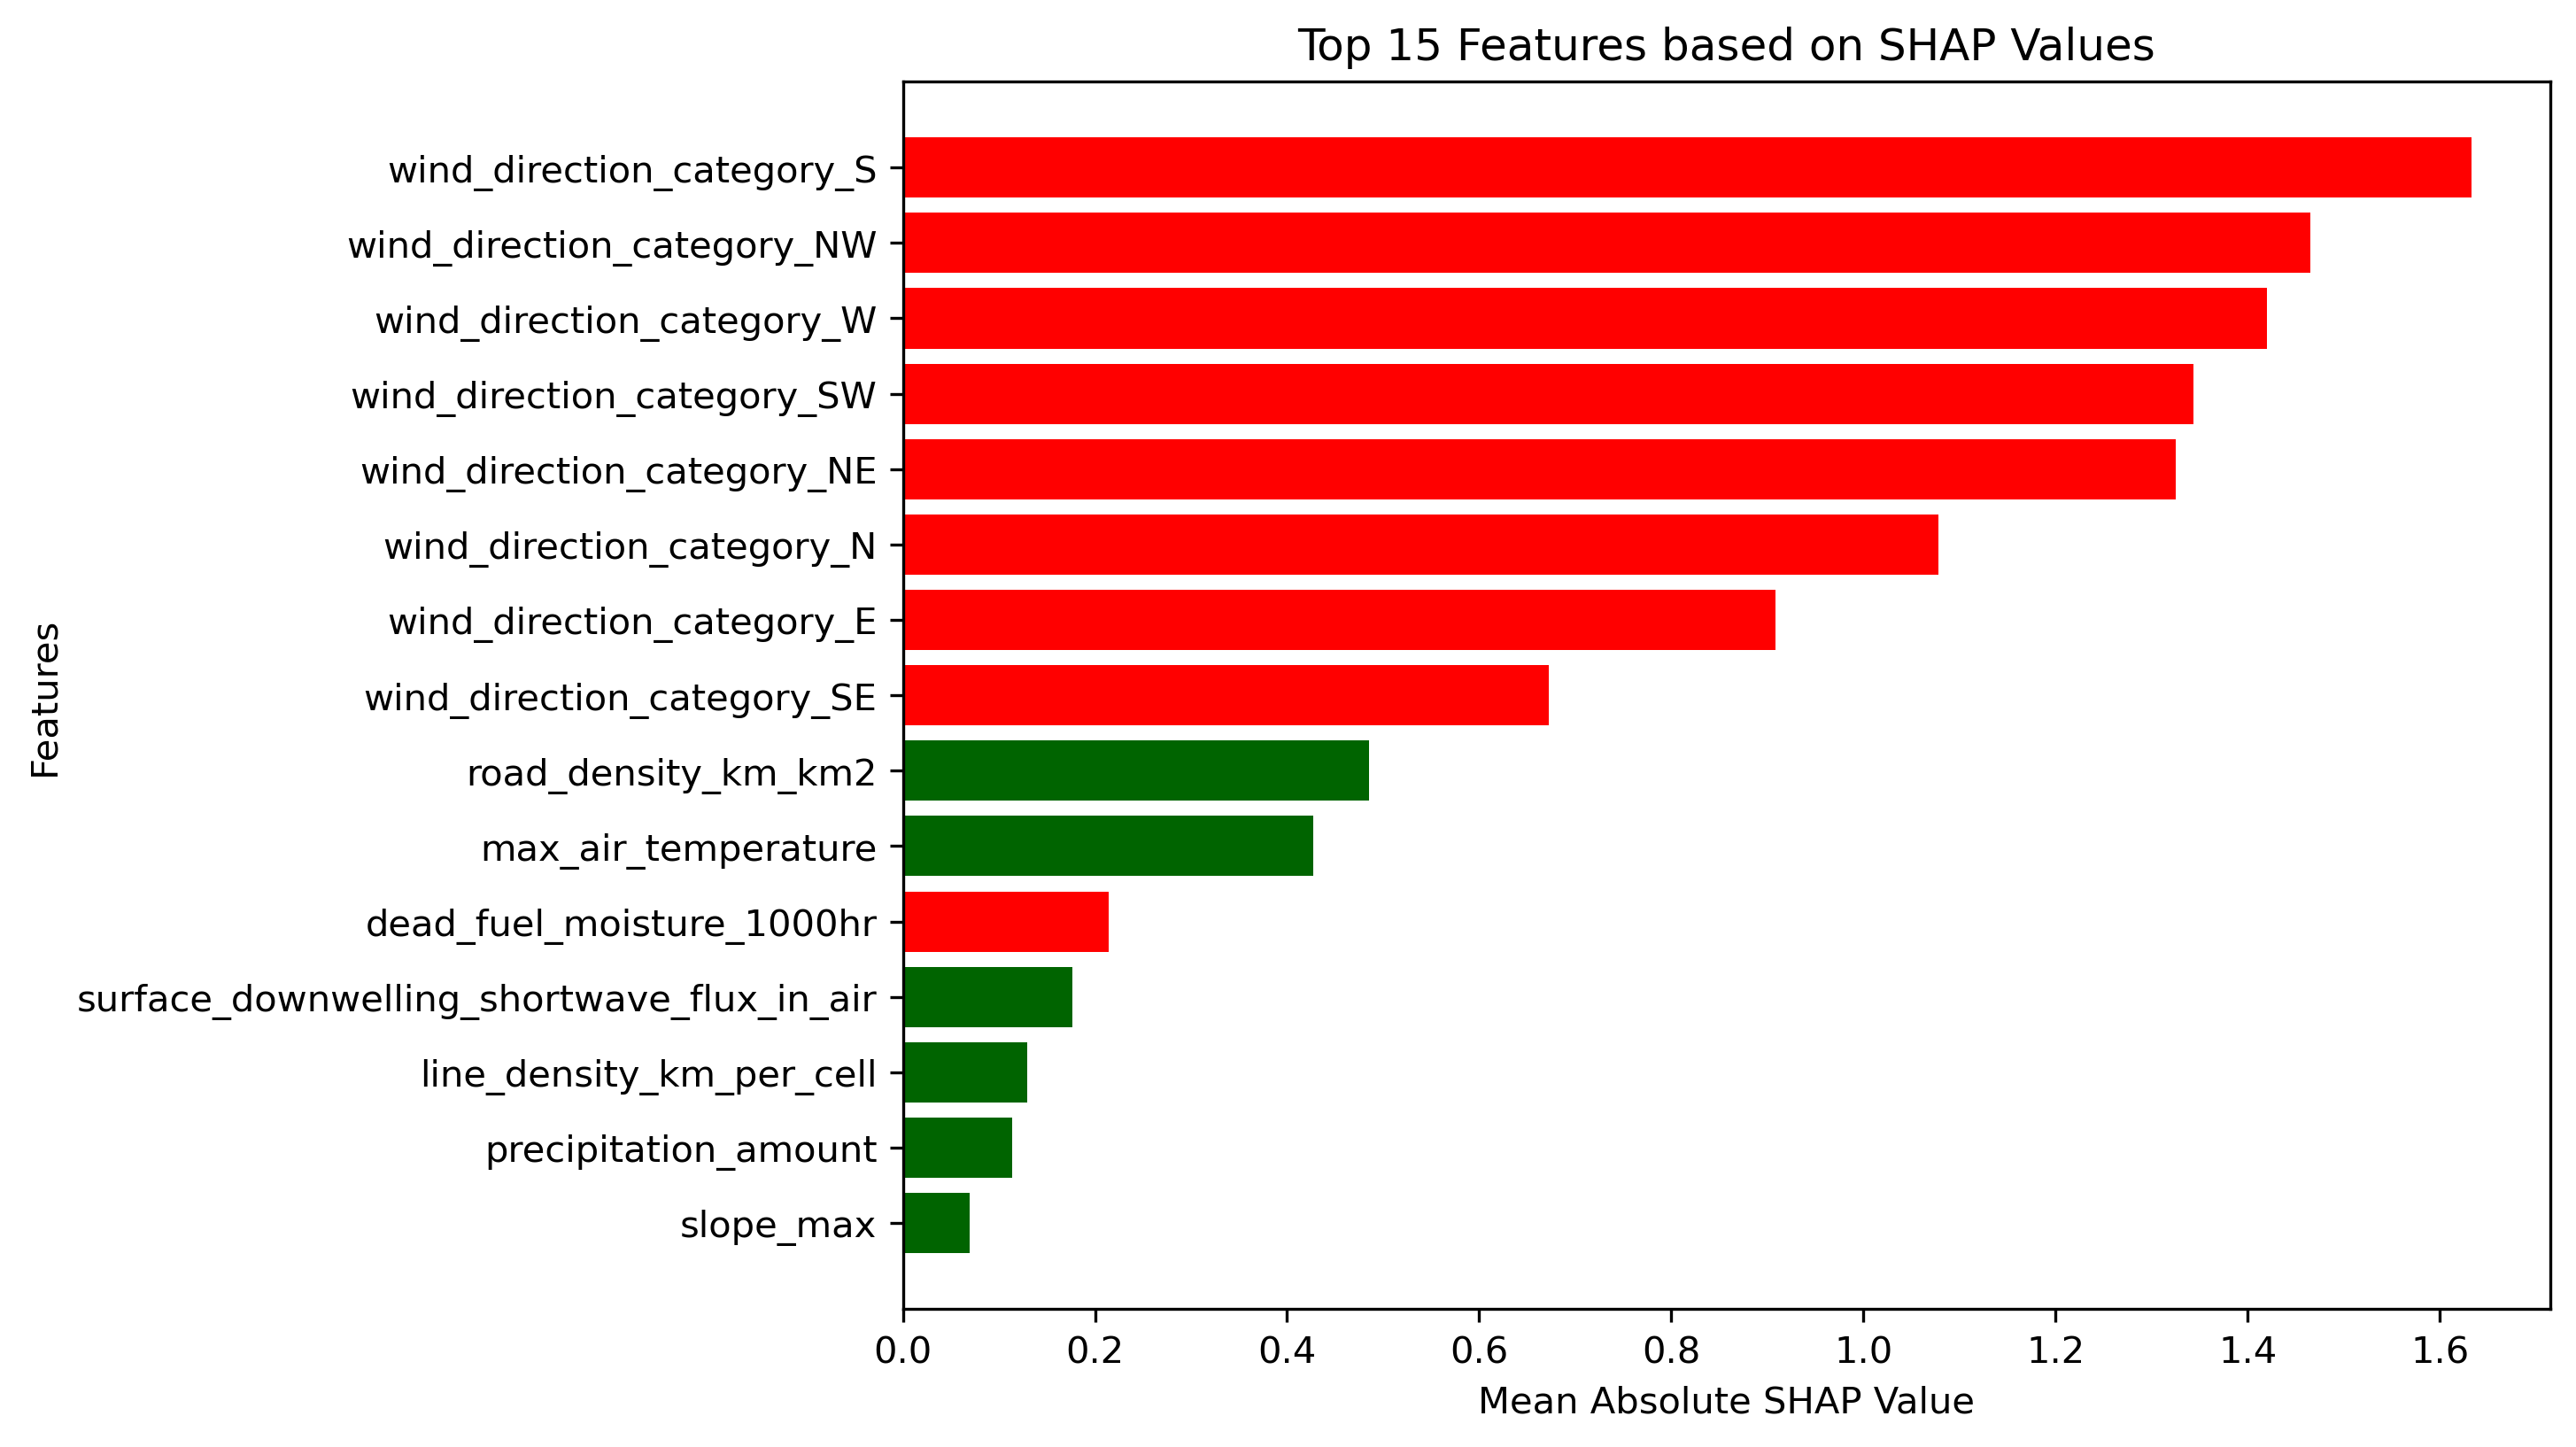 Top 15 Features based on SHAP Values
wind_direction_category_S
wind_direction_category_NW
wind_direction_category_W
wind_direction_category_SW
wind_direction_category_NE
wind_direction_category_N
wind_direction_category_E
wind_direction_category_SE
road_density_km_km2
max_air_temperature
dead_fuel_moisture_1000hr
surface_downwelling_shortwave_flux_in_air
line_density_km_per_cell
precipitation_amount
slope_max
Features
0.0 0.2 0.4 0.6 0.8 1.0 1.2 1.4 1.6
Mean Absolute SHAP Value